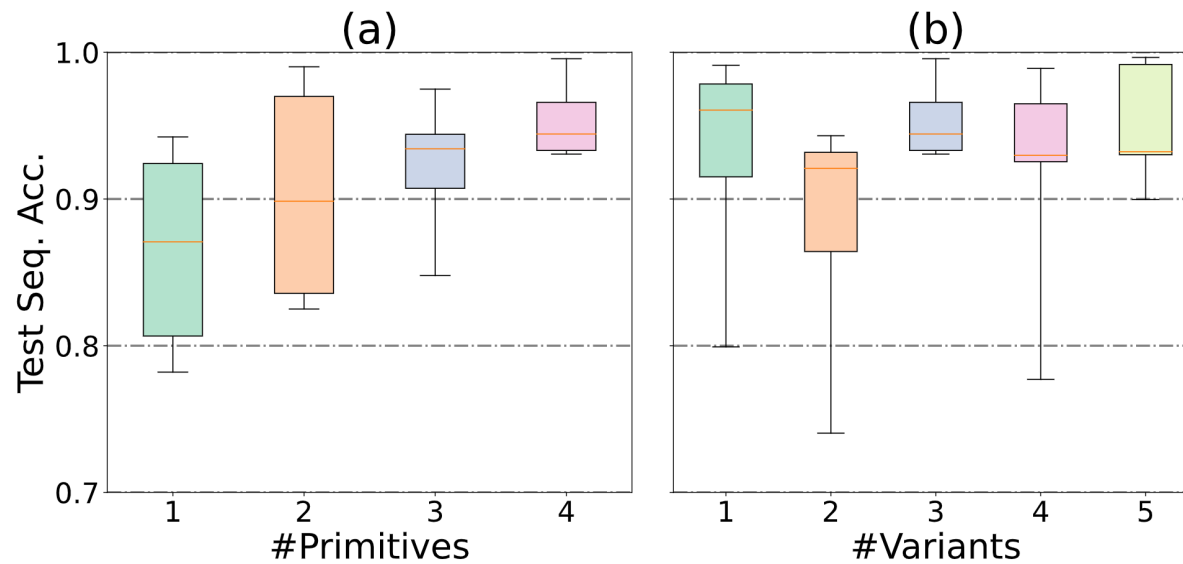 (a)
(b)
Test Seq. Acc.
1.0
0.9
0.8
0.7
1 2 3 4
#Primitives
1 2 3 4 5
#Variants